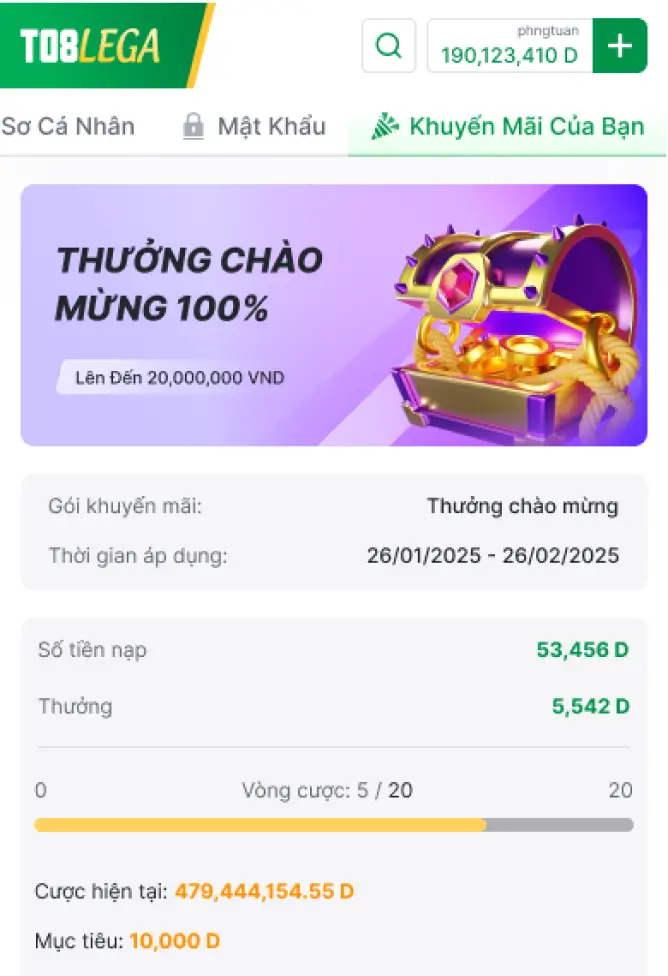 TO8LEGA
phngtuan
190,123,410 D
Sơ Cá Nhân
Mật Khẩu
Khuyến Mãi Của Bạn
THƯỞNG CHÀO
MỪNG 100%
Lên Đến 20,000,000 VND
Gói khuyến mãi: Thưởng chào mừng
Thời gian áp dụng: 26/01/2025 - 26/02/2025
Số tiền nạp 53,456 D
Thưởng 5,542 D
0 Vòng cược: 5 / 20 20
Cược hiện tại: 479,444,154.55 D
Mục tiêu: 10,000 D